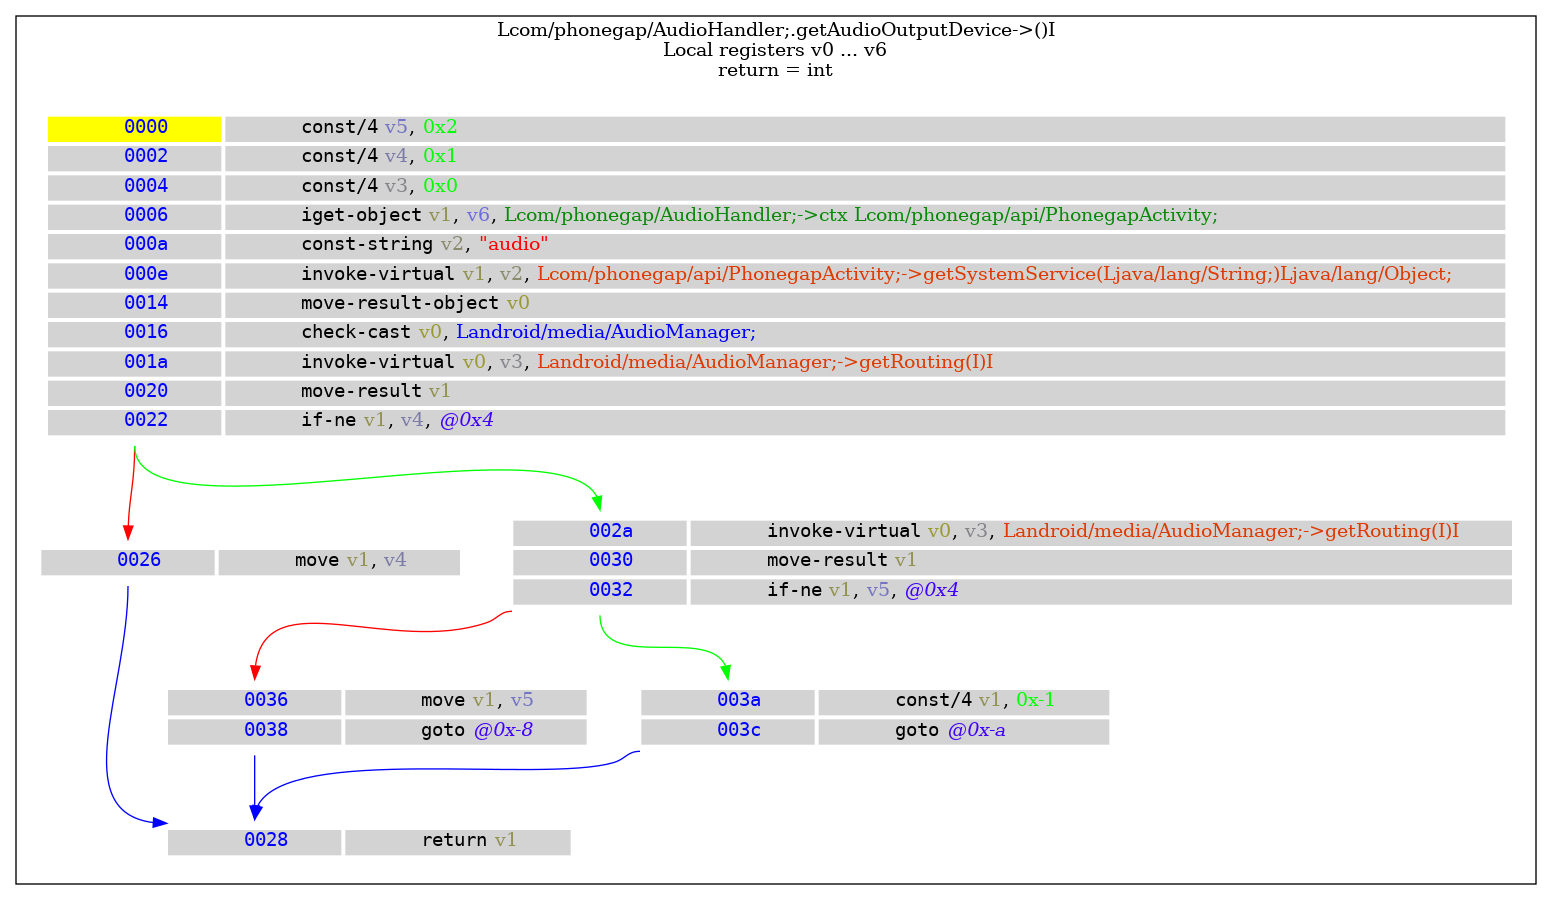 Lcom/phonegap/AudioHandler;.getAudioOutputDevice->()I
Local registers v0 ... v6
return = int
0000 const/4 v5, 0x2
0002 const/4 v4, 0x1
0004 const/4 v3, 0x0
0006 iget-object v1, v6, Lcom/phonegap/AudioHandler;->ctx Lcom/phonegap/api/PhonegapActivity;
000a const-string v2, "audio"
000e invoke-virtual v1, v2, Lcom/phonegap/api/PhonegapActivity;->getSystemService(Ljava/lang/String;)Ljava/lang/Object;
0014 move-result-object v0
0016 check-cast v0, Landroid/media/AudioManager;
001a invoke-virtual v0, v3, Landroid/media/AudioManager;->getRouting(I)I
0020 move-result v1
0022 if-ne v1, v4, @0x4
002a invoke-virtual v0, v3, Landroid/media/AudioManager;->getRouting(I)I
0026 move v1, v4
0030 move-result v1
0032 if-ne v1, v5, @0x4
0036 move v1, v5
0038 goto @0x-8
003a const/4 v1, 0x-1
003c goto @0x-a
0028 return v1